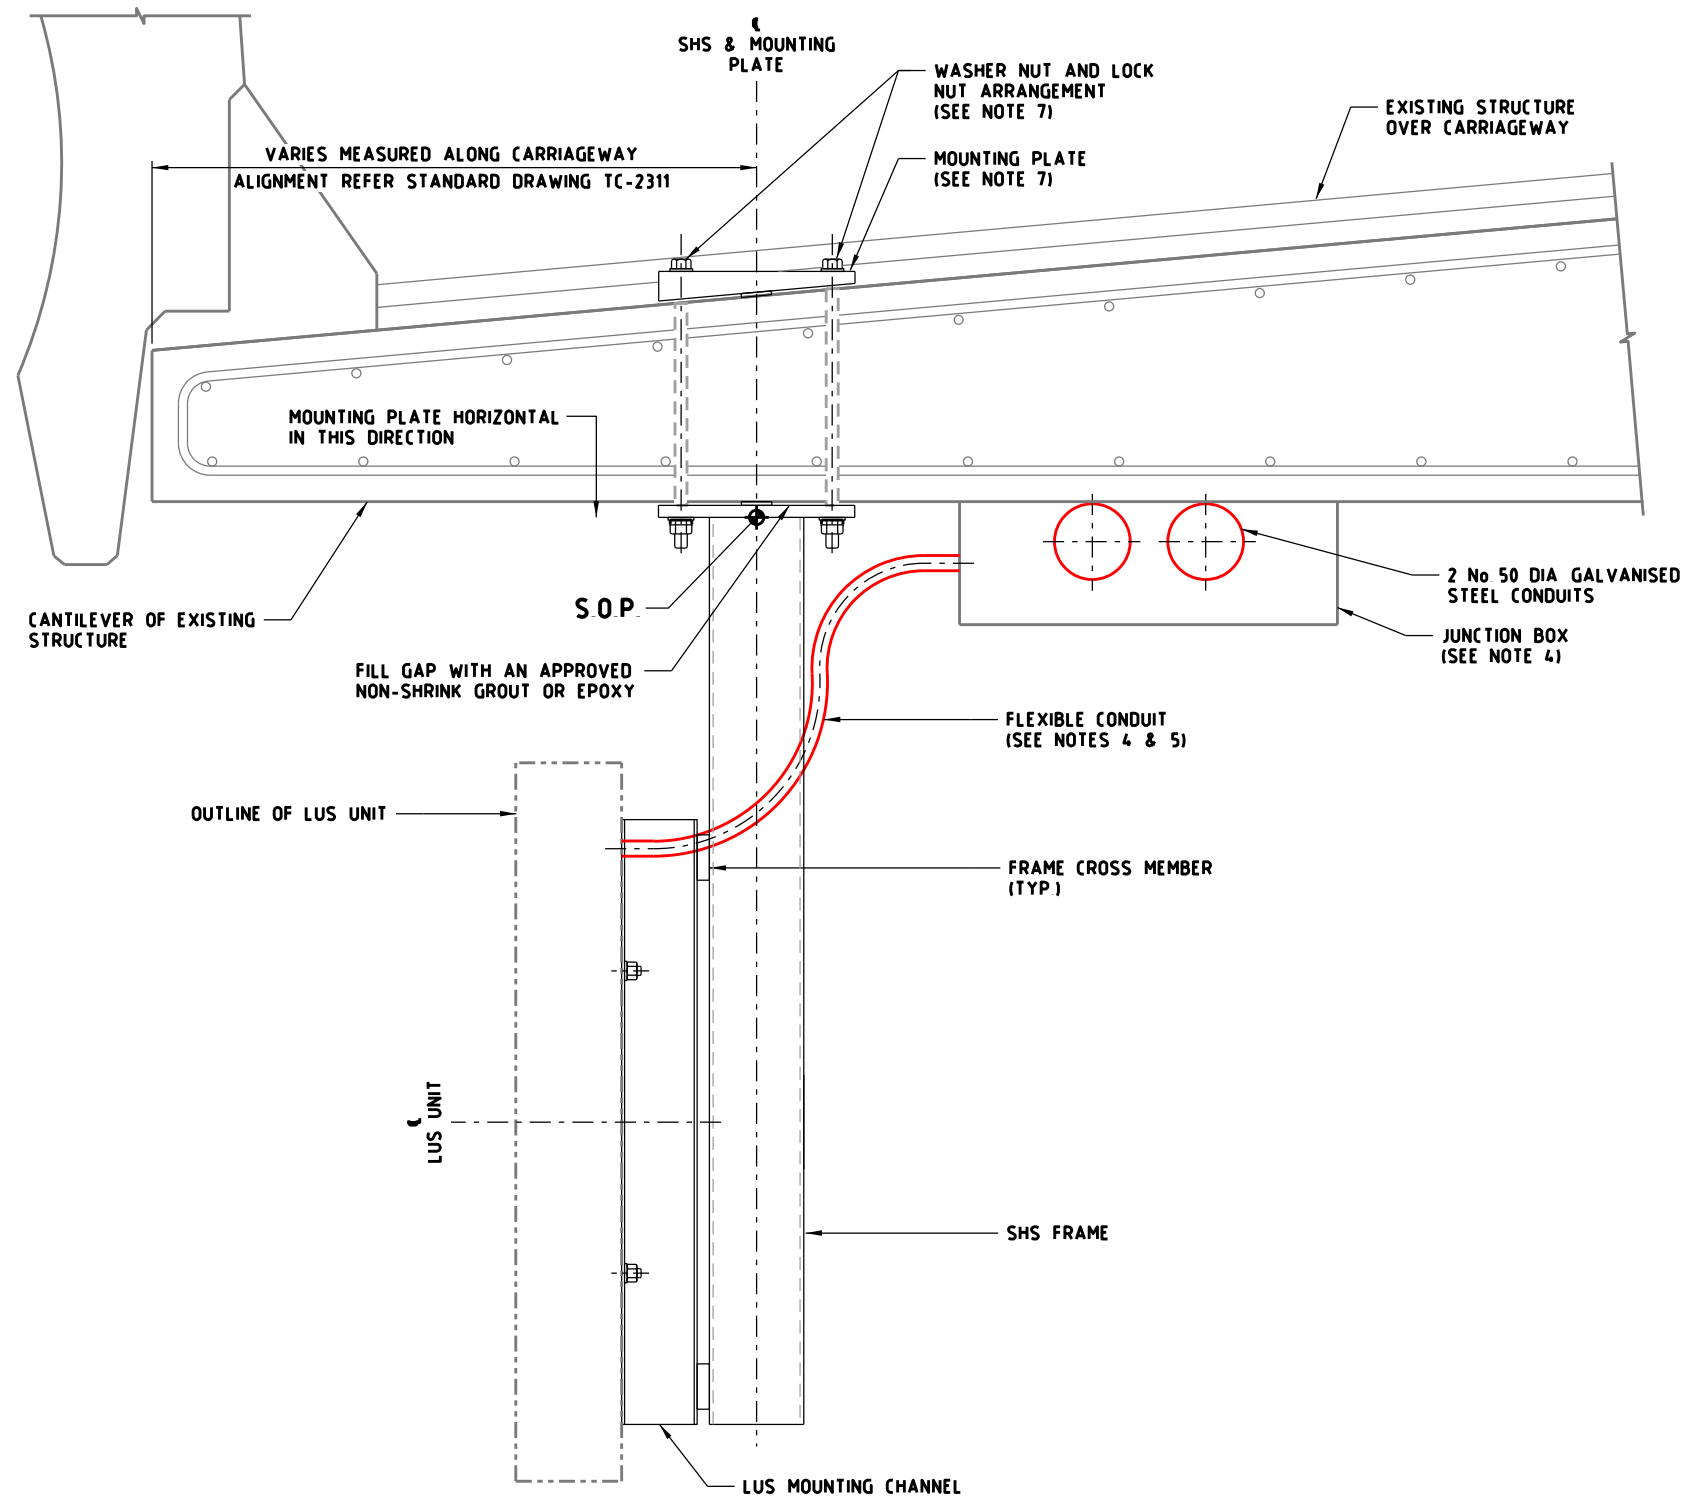 ℄
SHS & MOUNTING
PLATE
WASHER NUT AND LOCK
NUT ARRANGEMENT
(SEE NOTE 7)
EXISTING STRUCTURE
OVER CARRIAGEWAY
VARIES MEASURED ALONG CARRIAGEWAY
ALIGNMENT REFER STANDARD DRAWING TC-2311
MOUNTING PLATE
(SEE NOTE 7)
MOUNTING PLATE HORIZONTAL
IN THIS DIRECTION
2 No. 50 DIA GALVANISED
STEEL CONDUITS
S.O.P.
CANTILEVER OF EXISTING
STRUCTURE
JUNCTION BOX
(SEE NOTE 4)
FILL GAP WITH AN APPROVED
NON-SHRINK GROUT OR EPOXY
FLEXIBLE CONDUIT
(SEE NOTES 4 & 5)
OUTLINE OF LUS UNIT
FRAME CROSS MEMBER
(TYP.)
℄
LUS UNIT
SHS FRAME
LUS MOUNTING CHANNEL